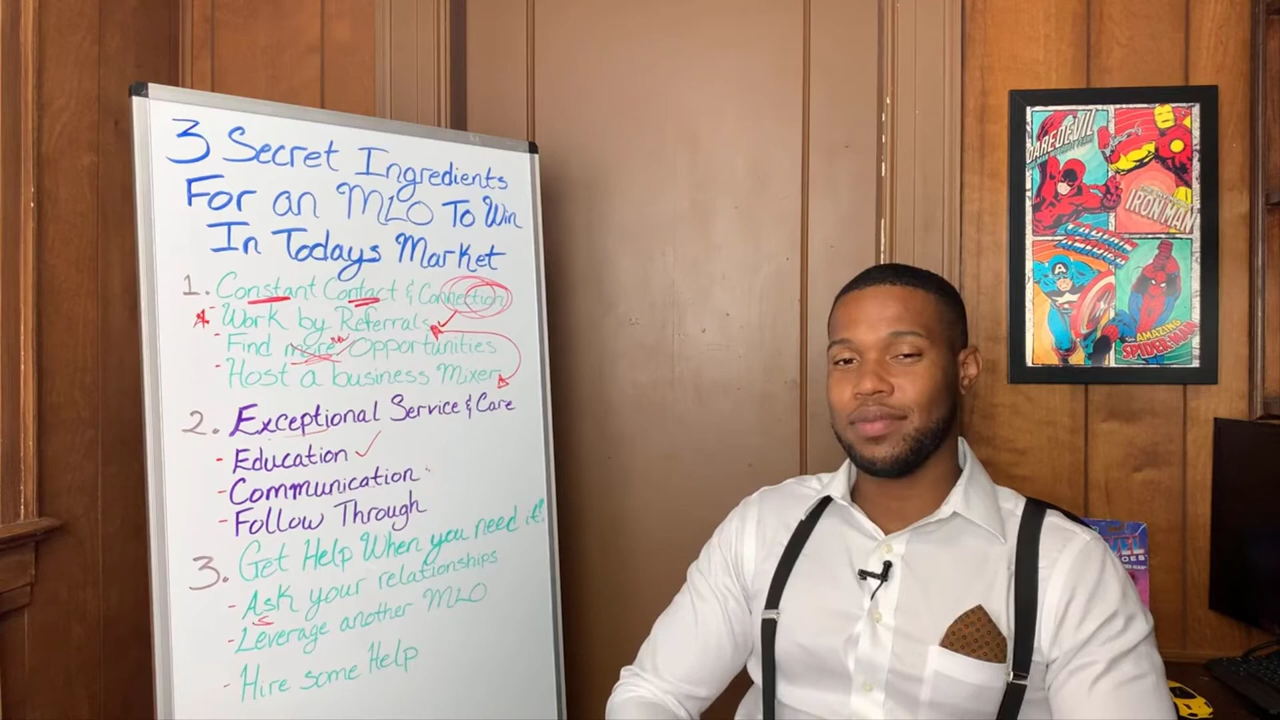 3 Secret Ingredients
For an MLO To Win
In Todays Market
1. Constant Contact & Connection
Work by Referrals
- Find more Opportunities
- Host a business Mixer
2. Exceptional Service & Care
- Education
- Communication
- Follow Through
3. Get Help When you need it!
- Ask your relationships
- Leverage another MLO
- Hire some Help
DAREDEVIL
IRON MAN
CAPTAIN
AMERICA
AMAZING
SPIDER-MAN